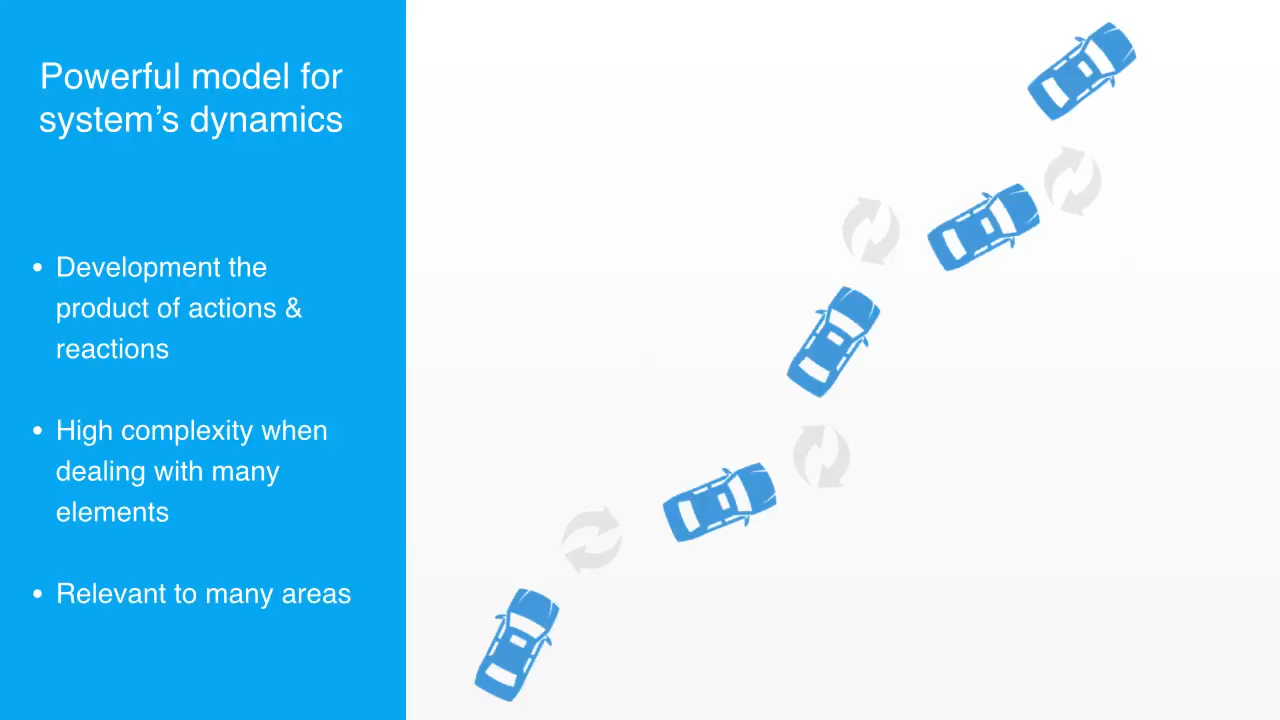 Powerful model for
system’s dynamics
• Development the
product of actions &
reactions
• High complexity when
dealing with many
elements
• Relevant to many areas